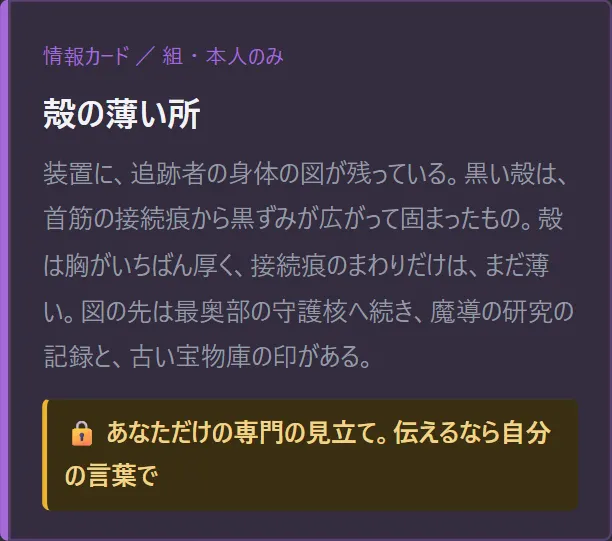 情報カード ／ 組・本人のみ
殻の薄い所
装置に、追跡者の身体の図が残っている。黒い殻は、
首筋の接続痕から黒ずみが広がって固まったもの。殻
は胸がいちばん厚く、接続痕のまわりだけは、まだ薄
い。図の先は最奥部の守護核へ続き、魔導の研究の
記録と、古い宝物庫の印がある。
🔒 あなただけの専門の見立て。伝えるなら自分
の言葉で